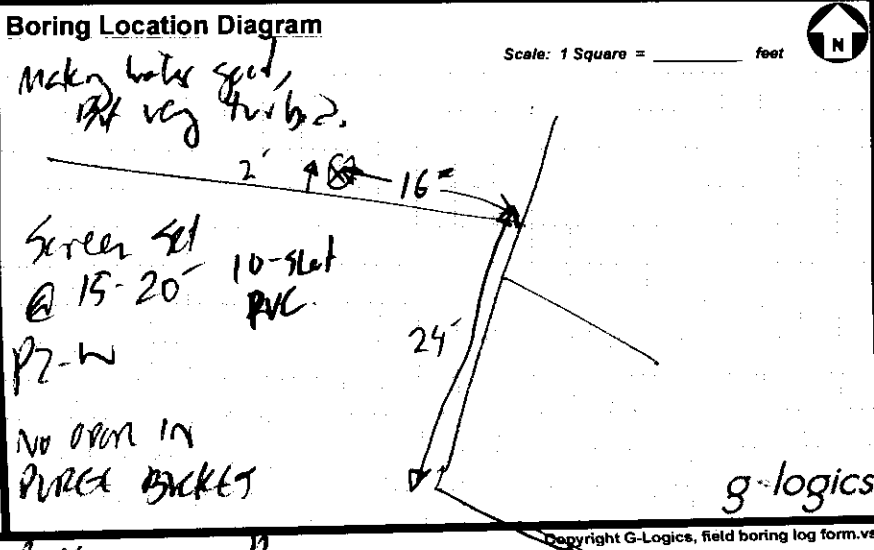 Boring Location Diagram
Scale: 1 Square = ________ feet
N
Making water good,
But very turbid.
2'
16"
Screen set
@ 15-20' 10-slot
PVC.
24'
P2-W
No odor in
PURGE BUCKET
g-logics
Copyright G-Logics, field boring log form.vs